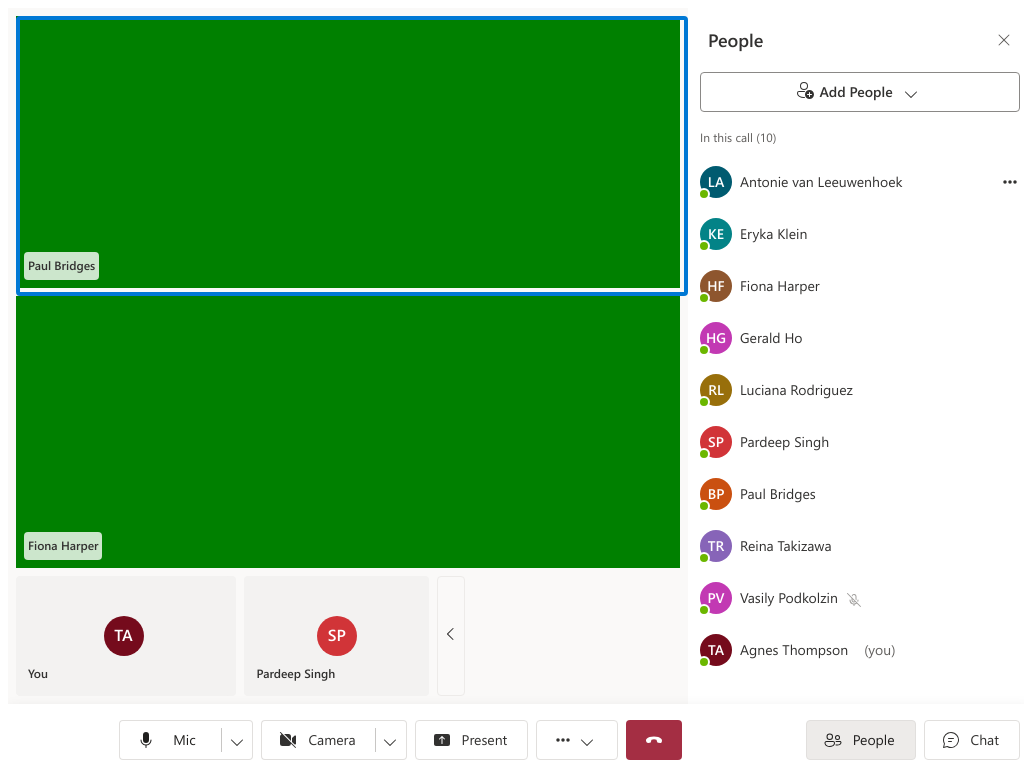 Paul Bridges
Fiona Harper
TA
You
SP
Pardeep Singh
People
Add People
In this call (10)
LA Antonie van Leeuwenhoek
KE Eryka Klein
HF Fiona Harper
HG Gerald Ho
RL Luciana Rodriguez
SP Pardeep Singh
BP Paul Bridges
TR Reina Takizawa
PV Vasily Podkolzin
TA Agnes Thompson (you)
Mic Camera Present People Chat